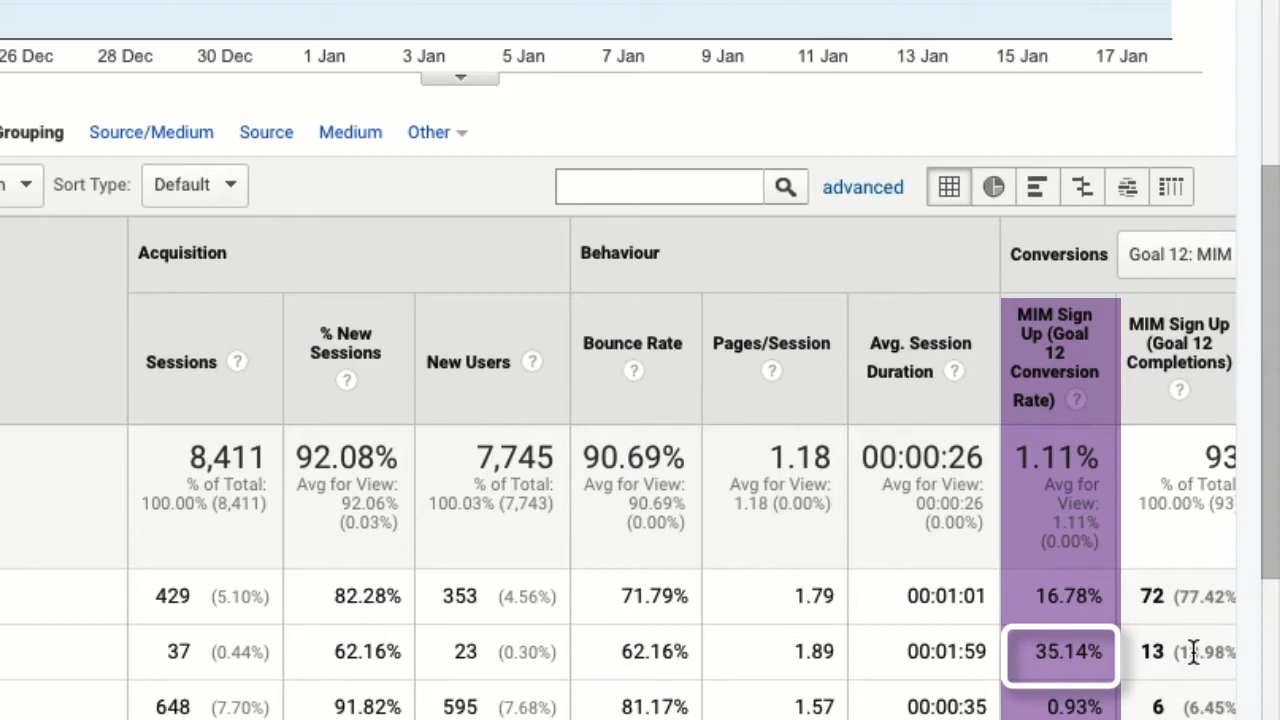 26 Dec 28 Dec 30 Dec 1 Jan 3 Jan 5 Jan 7 Jan 9 Jan 11 Jan 13 Jan 15 Jan 17 Jan
Grouping Source/Medium Source Medium Other
Sort Type: Default advanced
Acquisition Behaviour Conversions Goal 12: MIM
Sessions ?
% New
Sessions
?
New Users ?
Bounce Rate
?
Pages/Session
?
Avg. Session
Duration ?
MIM Sign
Up (Goal
12
Conversion
Rate) ?
MIM Sign Up
(Goal 12
Completions)
?
8,411
% of Total:
100.00% (8,411)
92.08%
Avg for View:
92.06%
(0.03%)
7,745
% of Total:
100.03% (7,743)
90.69%
Avg for View:
90.69%
(0.00%)
1.18
Avg for View:
1.18 (0.00%)
00:00:26
Avg for View:
00:00:26
(0.00%)
1.11%
Avg for
View:
1.11%
(0.00%)
93
% of Total
100.00% (93
429 (5.10%) 82.28% 353 (4.56%) 71.79% 1.79 00:01:01 16.78% 72 (77.42%
37 (0.44%) 62.16% 23 (0.30%) 62.16% 1.89 00:01:59 35.14% 13
648 (7.70%) 91.82% 595 (7.68%) 81.17% 1.57 00:00:35 0.93% 6 (6.45%